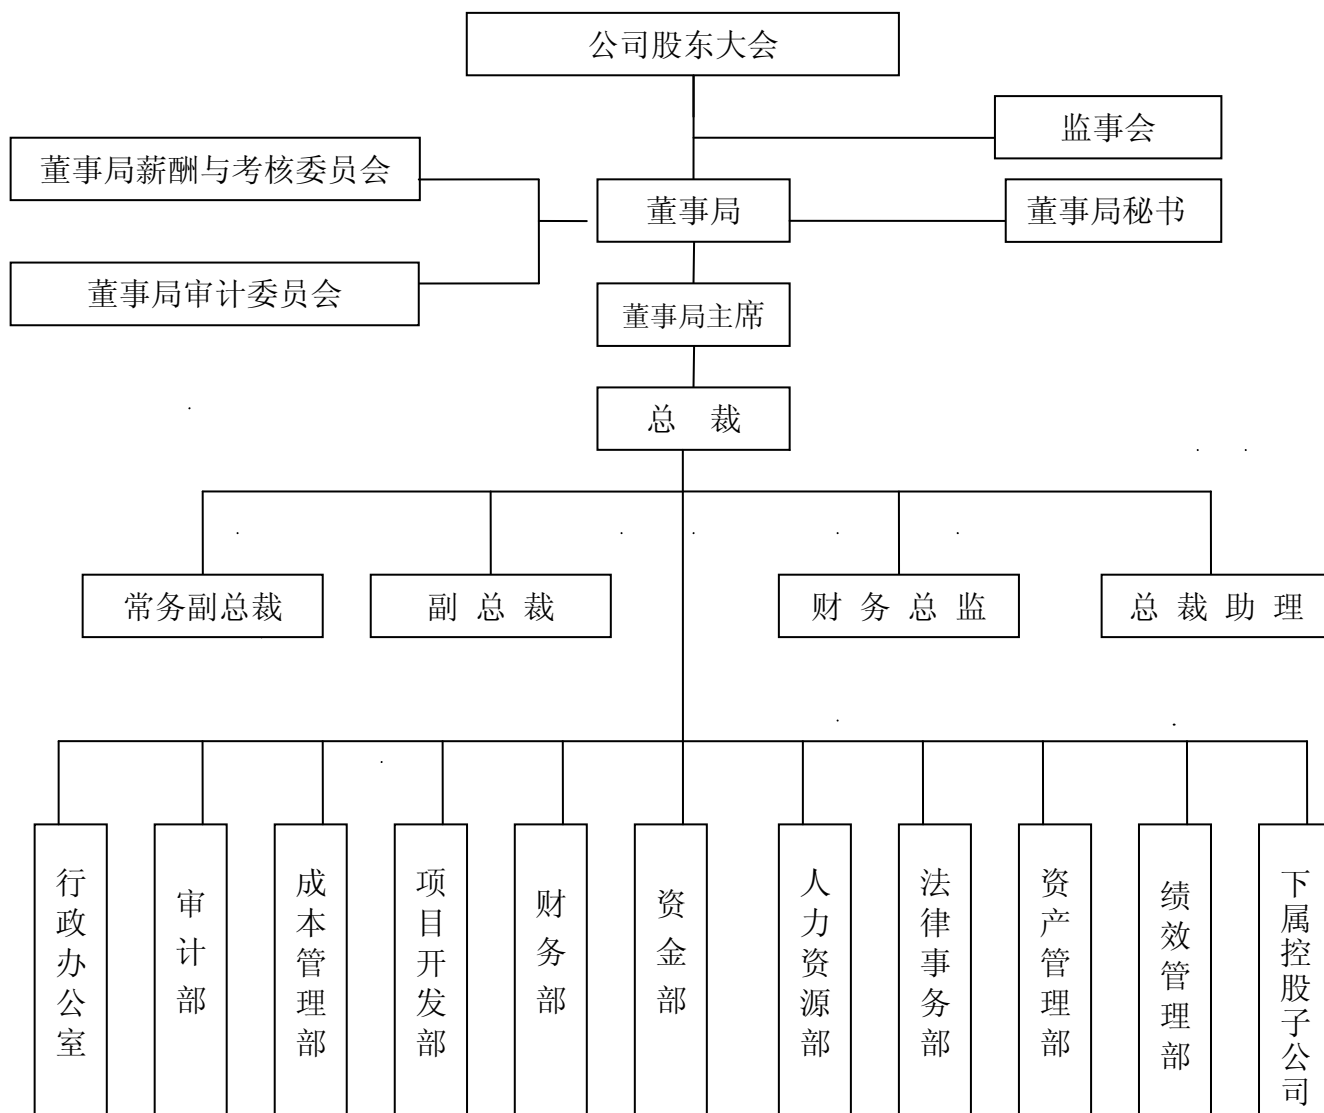 公司股东大会
监事会
董事局薪酬与考核委员会
董事局
董事局秘书
董事局审计委员会
董事局主席
总 裁
常务副总裁
副 总 裁
财 务 总 监
总 裁 助 理
行政办公室
审计部
成本管理部
项目开发部
财务部
资金部
人力资源部
法律事务部
资产管理部
绩效管理部
下属控股子公司